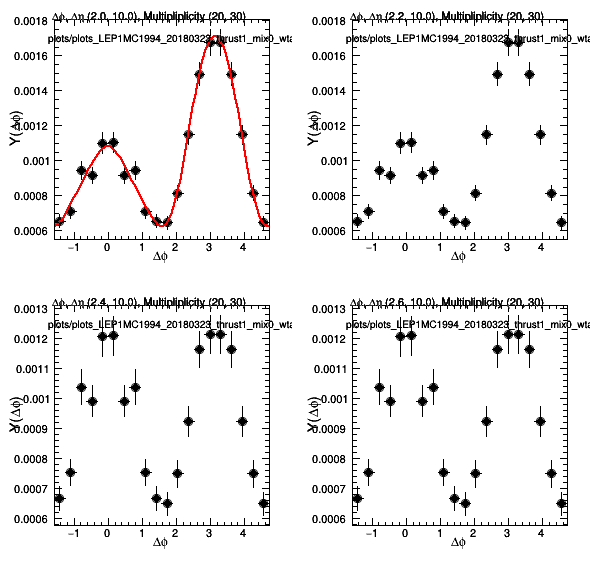 Δϕ, Δη (2.0, 10.0), Multipliplicity (20, 30)
plots/plots_LEP1MC1994_20180323_thrust1_mix0_wta
Y(Δϕ)
0.0018
0.0016
0.0014
0.0012
0.001
0.0008
0.0006
−1 0 1 2 3 4
Δϕ
Δϕ, Δη (2.2, 10.0), Multipliplicity (20, 30)
plots/plots_LEP1MC1994_20180323_thrust1_mix0_wta
Y(Δϕ)
0.0018
0.0016
0.0014
0.0012
0.001
0.0008
0.0006
−1 0 1 2 3 4
Δϕ
Δϕ, Δη (2.4, 10.0), Multipliplicity (20, 30)
plots/plots_LEP1MC1994_20180323_thrust1_mix0_wta
Y(Δϕ)
0.0013
0.0012
0.0011
0.001
0.0009
0.0008
0.0007
0.0006
−1 0 1 2 3 4
Δϕ
Δϕ, Δη (2.6, 10.0), Multipliplicity (20, 30)
plots/plots_LEP1MC1994_20180323_thrust1_mix0_wta
Y(Δϕ)
0.0013
0.0012
0.0011
0.001
0.0009
0.0008
0.0007
0.0006
−1 0 1 2 3 4
Δϕ